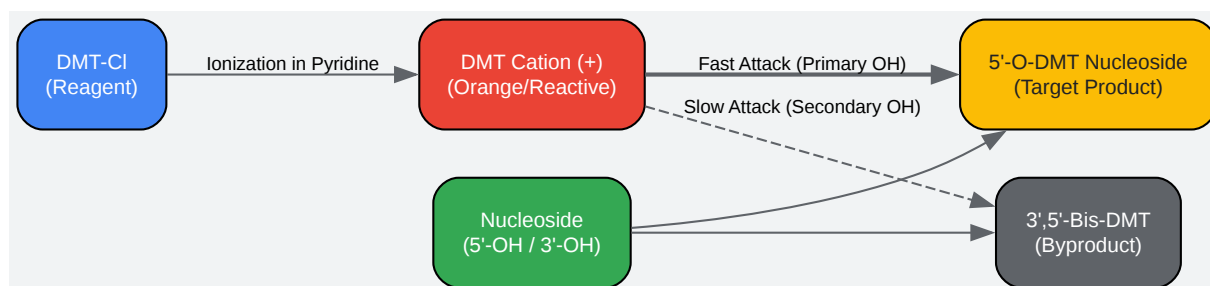 DMT-Cl
(Reagent)
Ionization in Pyridine
DMT Cation (+)
(Orange/Reactive)
Fast Attack (Primary OH)
Slow Attack (Secondary OH)
5'-O-DMT Nucleoside
(Target Product)
Nucleoside
(5'-OH / 3'-OH)
3',5'-Bis-DMT
(Byproduct)